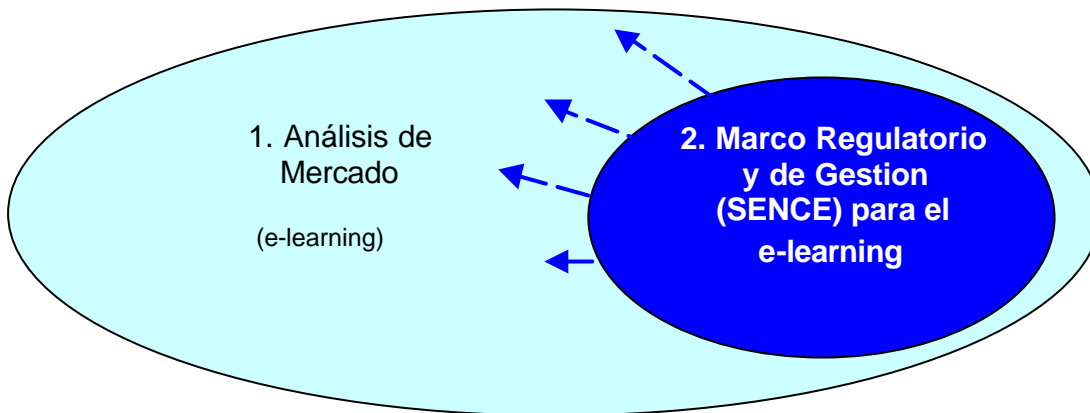 1. Análisis de
Mercado
(e-learning)
2. Marco Regulatorio
y de Gestion
(SENCE) para el
e-learning